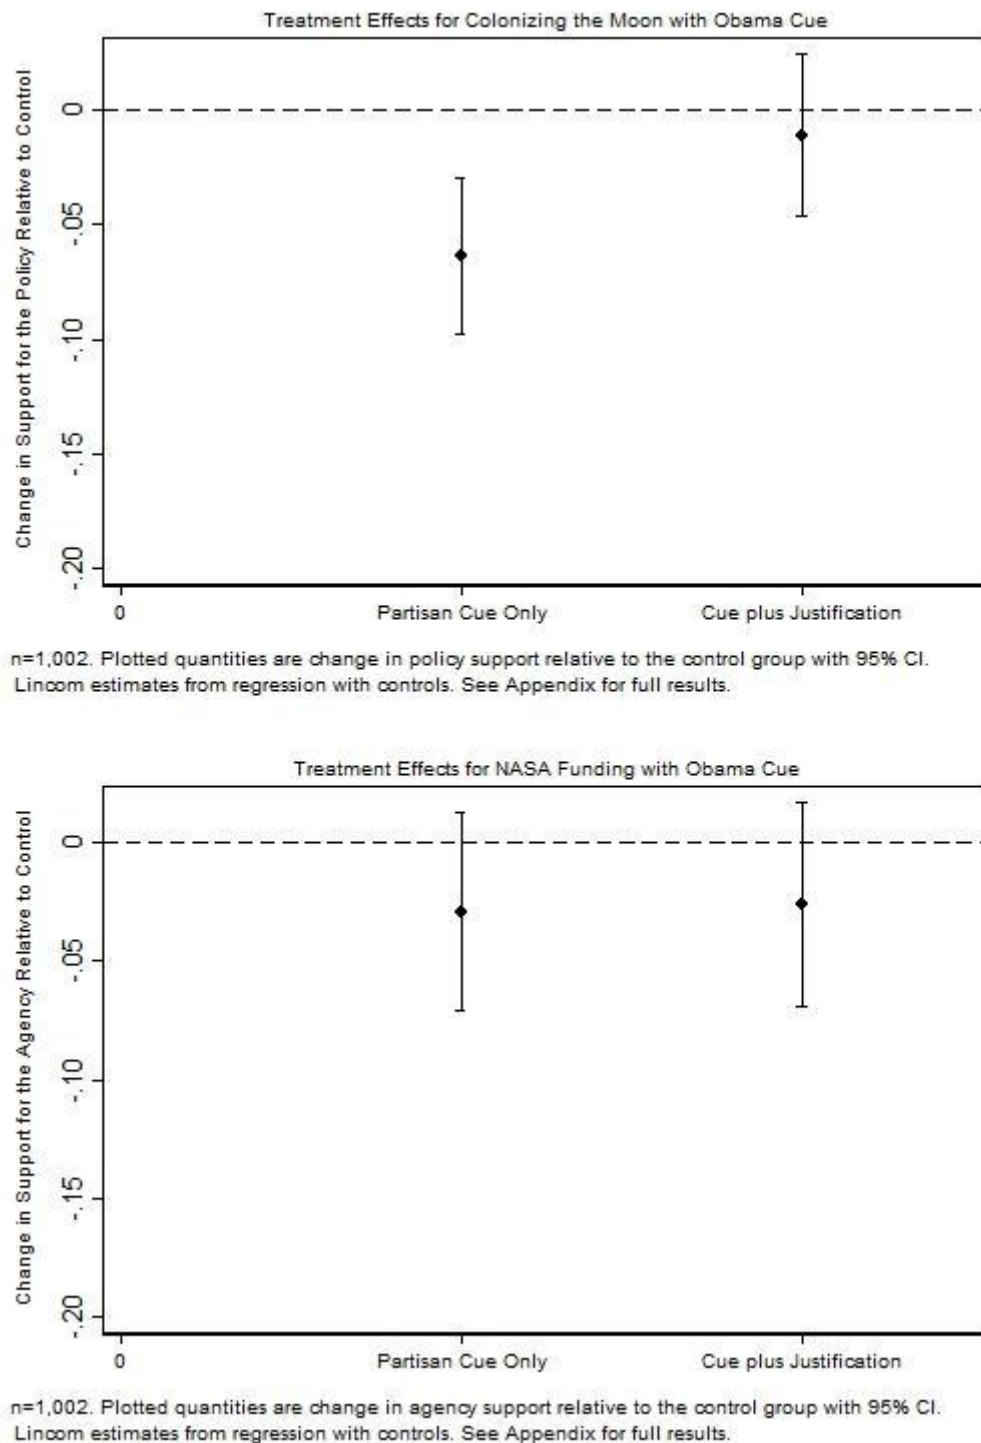 Treatment Effects for Colonizing the Moon with Obama Cue
Change in Support for the Policy Relative to Control
0
-.05
-.10
-.15
-.20
0 Partisan Cue Only Cue plus Justification
n=1,002. Plotted quantities are change in policy support relative to the control group with 95% CI.
Lincom estimates from regression with controls. See Appendix for full results.
Treatment Effects for NASA Funding with Obama Cue
Change in Support for the Agency Relative to Control
0
-.05
-.10
-.15
-.20
0 Partisan Cue Only Cue plus Justification
n=1,002. Plotted quantities are change in agency support relative to the control group with 95% CI.
Lincom estimates from regression with controls. See Appendix for full results.